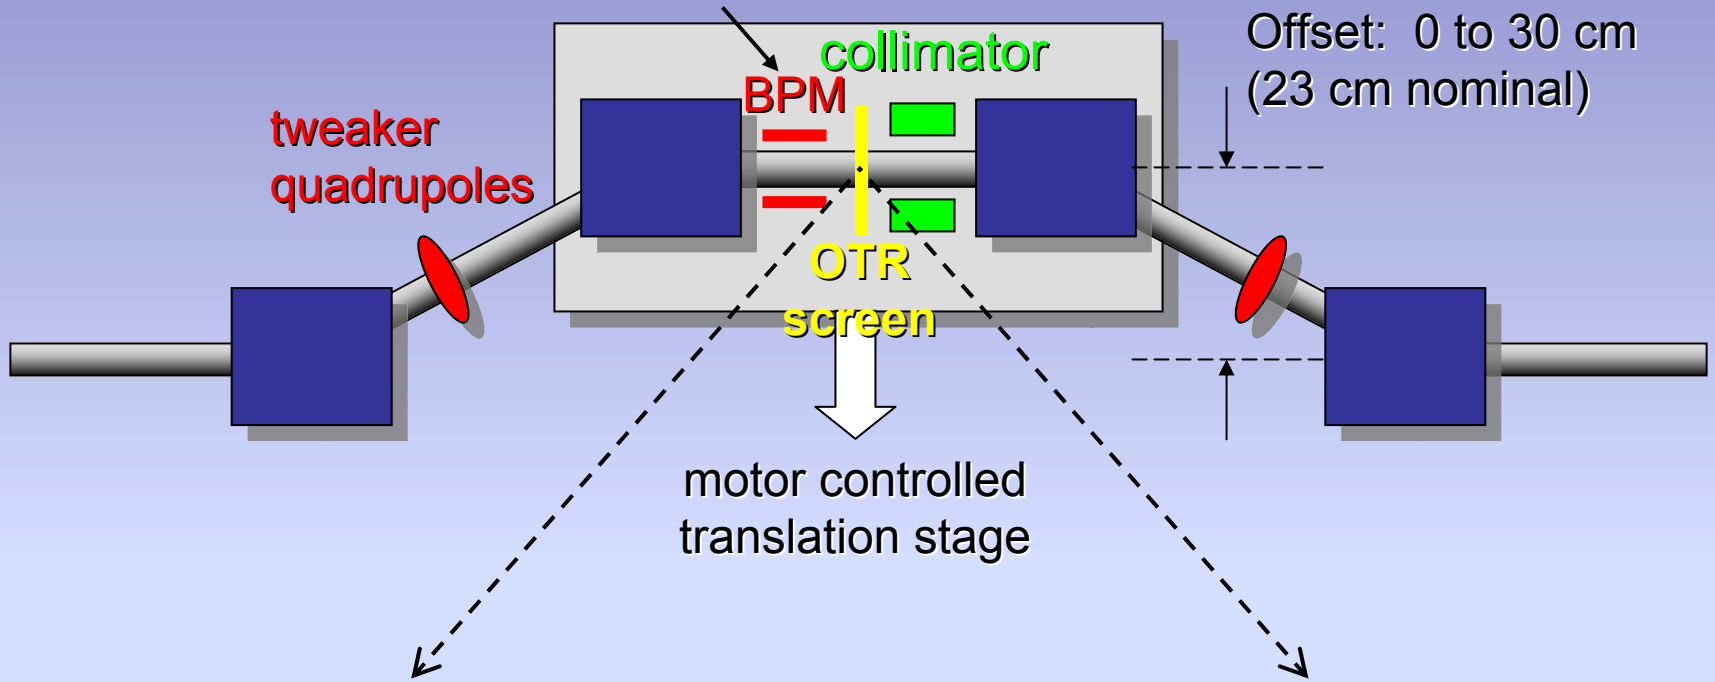 collimator
BPM
tweaker
quadrupoles
Offset:  0 to 30 cm
(23 cm nominal)
OTR
screen
motor controlled
translation stage